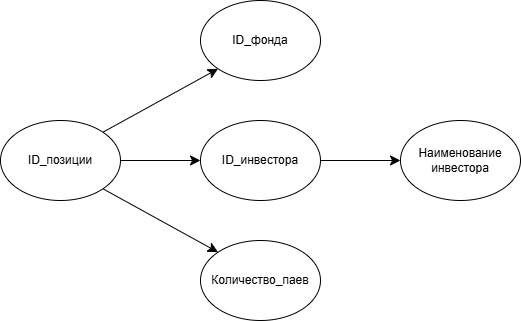 ID_фонда
ID_позиции
ID_инвестора
Наименование
инвестора
Количество_паев